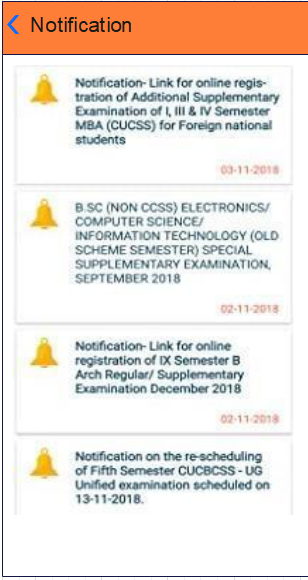 Notification
Notification- Link for online regis-
tration of Additional Supplementary
Examination of I, III & IV Semester
MBA (CUCSS) for Foreign national
students
03-11-2018
B.SC (NON CCSS) ELECTRONICS/
COMPUTER SCIENCE/
INFORMATION TECHNOLOGY (OLD
SCHEME SEMESTER) SPECIAL
SUPPLEMENTARY EXAMINATION,
SEPTEMBER 2018
02-11-2018
Notification- Link for online
registration of IX Semester B
Arch Regular/ Supplementary
Examination December 2018
02-11-2018
Notification on the re-scheduling
of Fifth Semester CUCBCSS - UG
Unified examination scheduled on
13-11-2018.